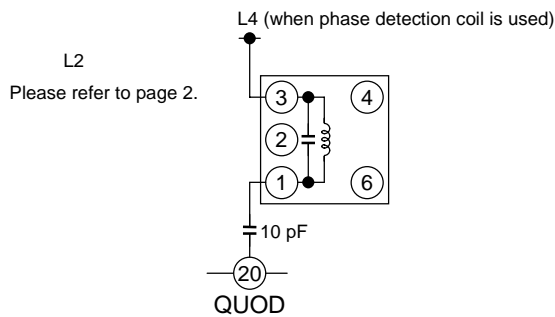 L4 (when phase detection coil is used)
L2
Please refer to page 2.
3
4
2
1
6
10 pF
20
QUOD